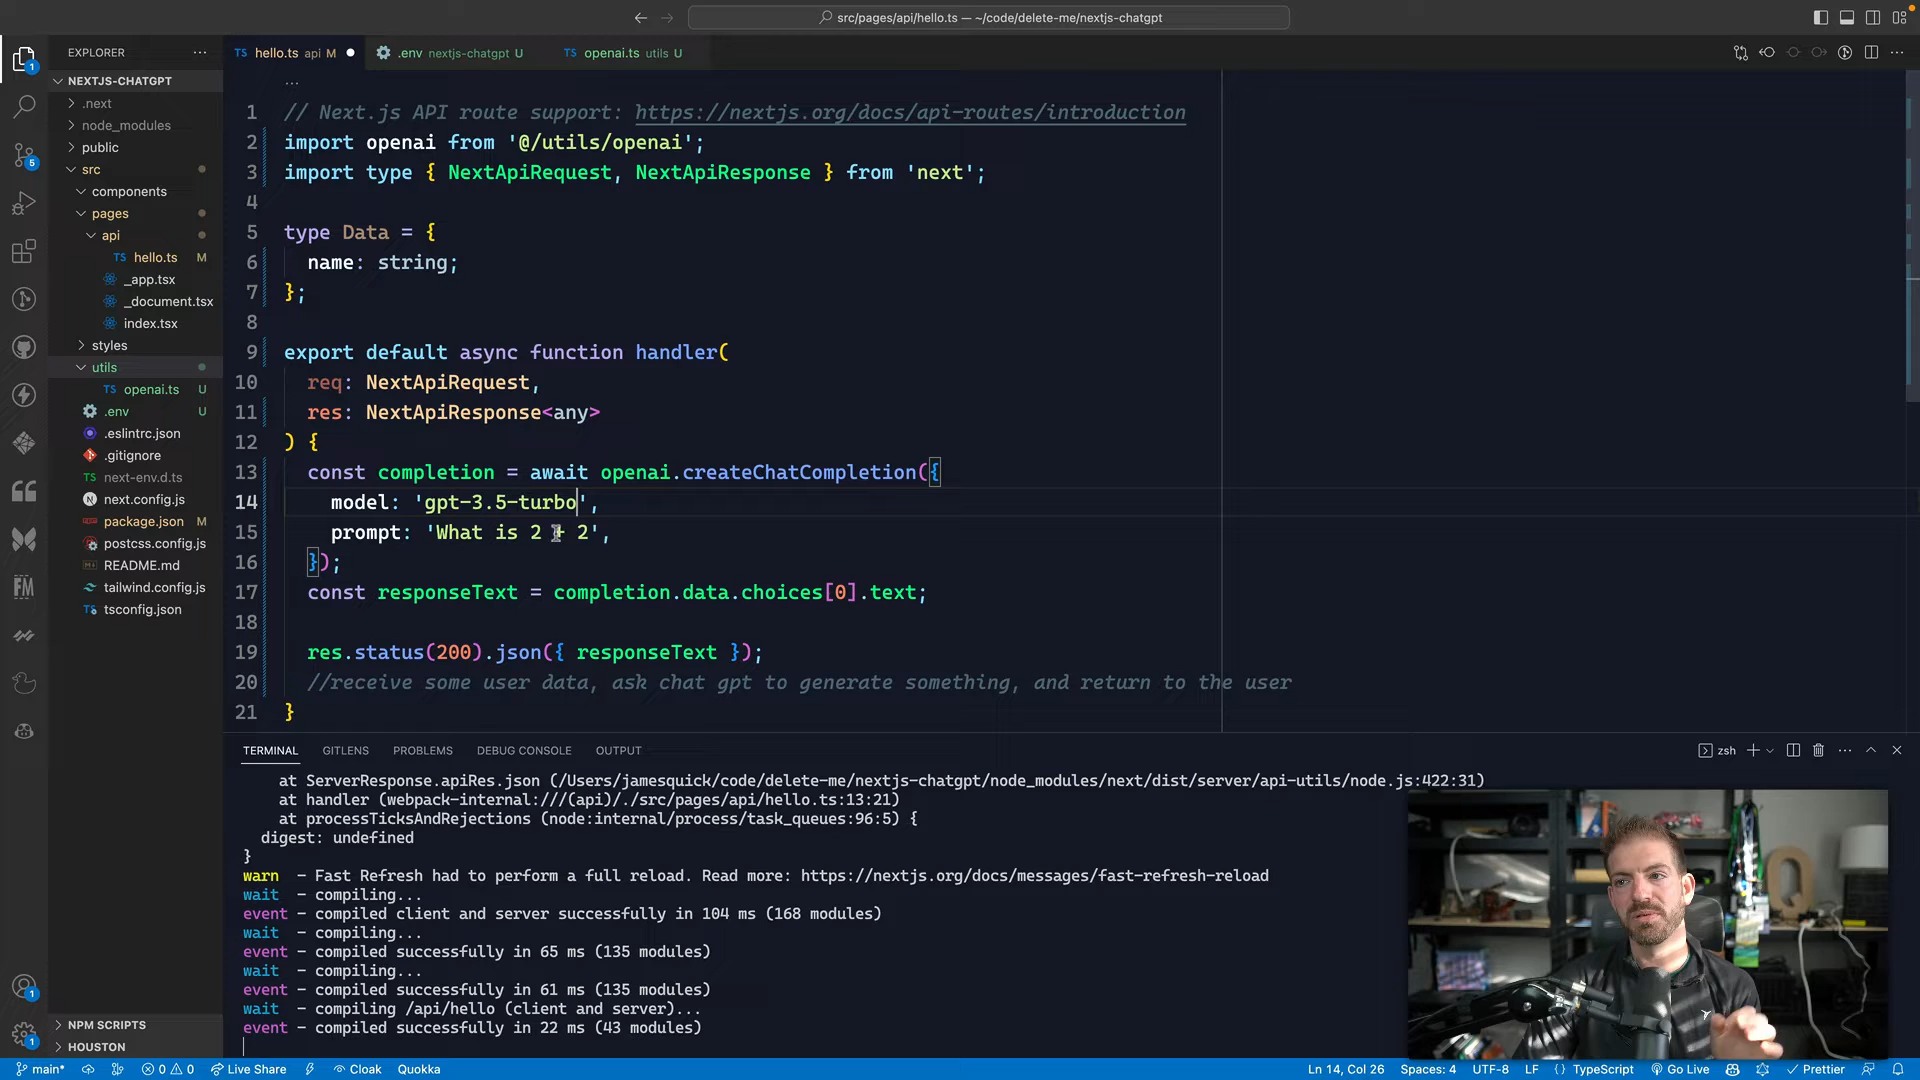 src/pages/api/hello.ts — ~/code/delete-me/nextjs-chatgpt
EXPLORER
NEXTJS-CHATGPT
.next
node_modules
public
src
components
pages
api
hello.ts M
_app.tsx
_document.tsx
index.tsx
styles
utils
openai.ts U
.env U
.eslintrc.json
.gitignore
next-env.d.ts
next.config.js
package.json M
postcss.config.js
README.md
tailwind.config.js
tsconfig.json
NPM SCRIPTS
HOUSTON
1
5
1
1
FM
TS hello.ts api M
.env nextjs-chatgpt U
TS openai.ts utils U
...
1 // Next.js API route support: https://nextjs.org/docs/api-routes/introduction
2 import openai from '@/utils/openai';
3 import type { NextApiRequest, NextApiResponse } from 'next';
4
5 type Data = {
6 name: string;
7 };
8
9 export default async function handler(
10 req: NextApiRequest,
11 res: NextApiResponse<any>
12 ) {
13 const completion = await openai.createChatCompletion({
14 model: 'gpt-3.5-turbo',
15 prompt: 'What is 2 + 2',
16 });
17 const responseText = completion.data.choices[0].text;
18
19 res.status(200).json({ responseText });
20 //receive some user data, ask chat gpt to generate something, and return to the user
21 }
TERMINAL GITLENS PROBLEMS DEBUG CONSOLE OUTPUT
zsh
at ServerResponse.apiRes.json (/Users/jamesquick/code/delete-me/nextjs-chatgpt/node_modules/next/dist/server/api-utils/node.js:422:31)
at handler (webpack-internal:///(api)/./src/pages/api/hello.ts:13:21)
at processTicksAndRejections (node:internal/process/task_queues:96:5) {
digest: undefined
}
warn - Fast Refresh had to perform a full reload. Read more: https://nextjs.org/docs/messages/fast-refresh-reload
wait - compiling...
event - compiled client and server successfully in 104 ms (168 modules)
wait - compiling...
event - compiled successfully in 65 ms (135 modules)
wait - compiling...
event - compiled successfully in 61 ms (135 modules)
wait - compiling /api/hello (client and server)...
event - compiled successfully in 22 ms (43 modules)
main* 0 0 Live Share Cloak Quokka
Ln 14, Col 26 Spaces: 4 UTF-8 LF {} TypeScript Go Live Prettier